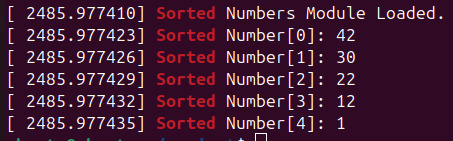 [ 2485.977410] Sorted Numbers Module Loaded.
[ 2485.977423] Sorted Number[0]: 42
[ 2485.977426] Sorted Number[1]: 30
[ 2485.977429] Sorted Number[2]: 22
[ 2485.977432] Sorted Number[3]: 12
[ 2485.977435] Sorted Number[4]: 1